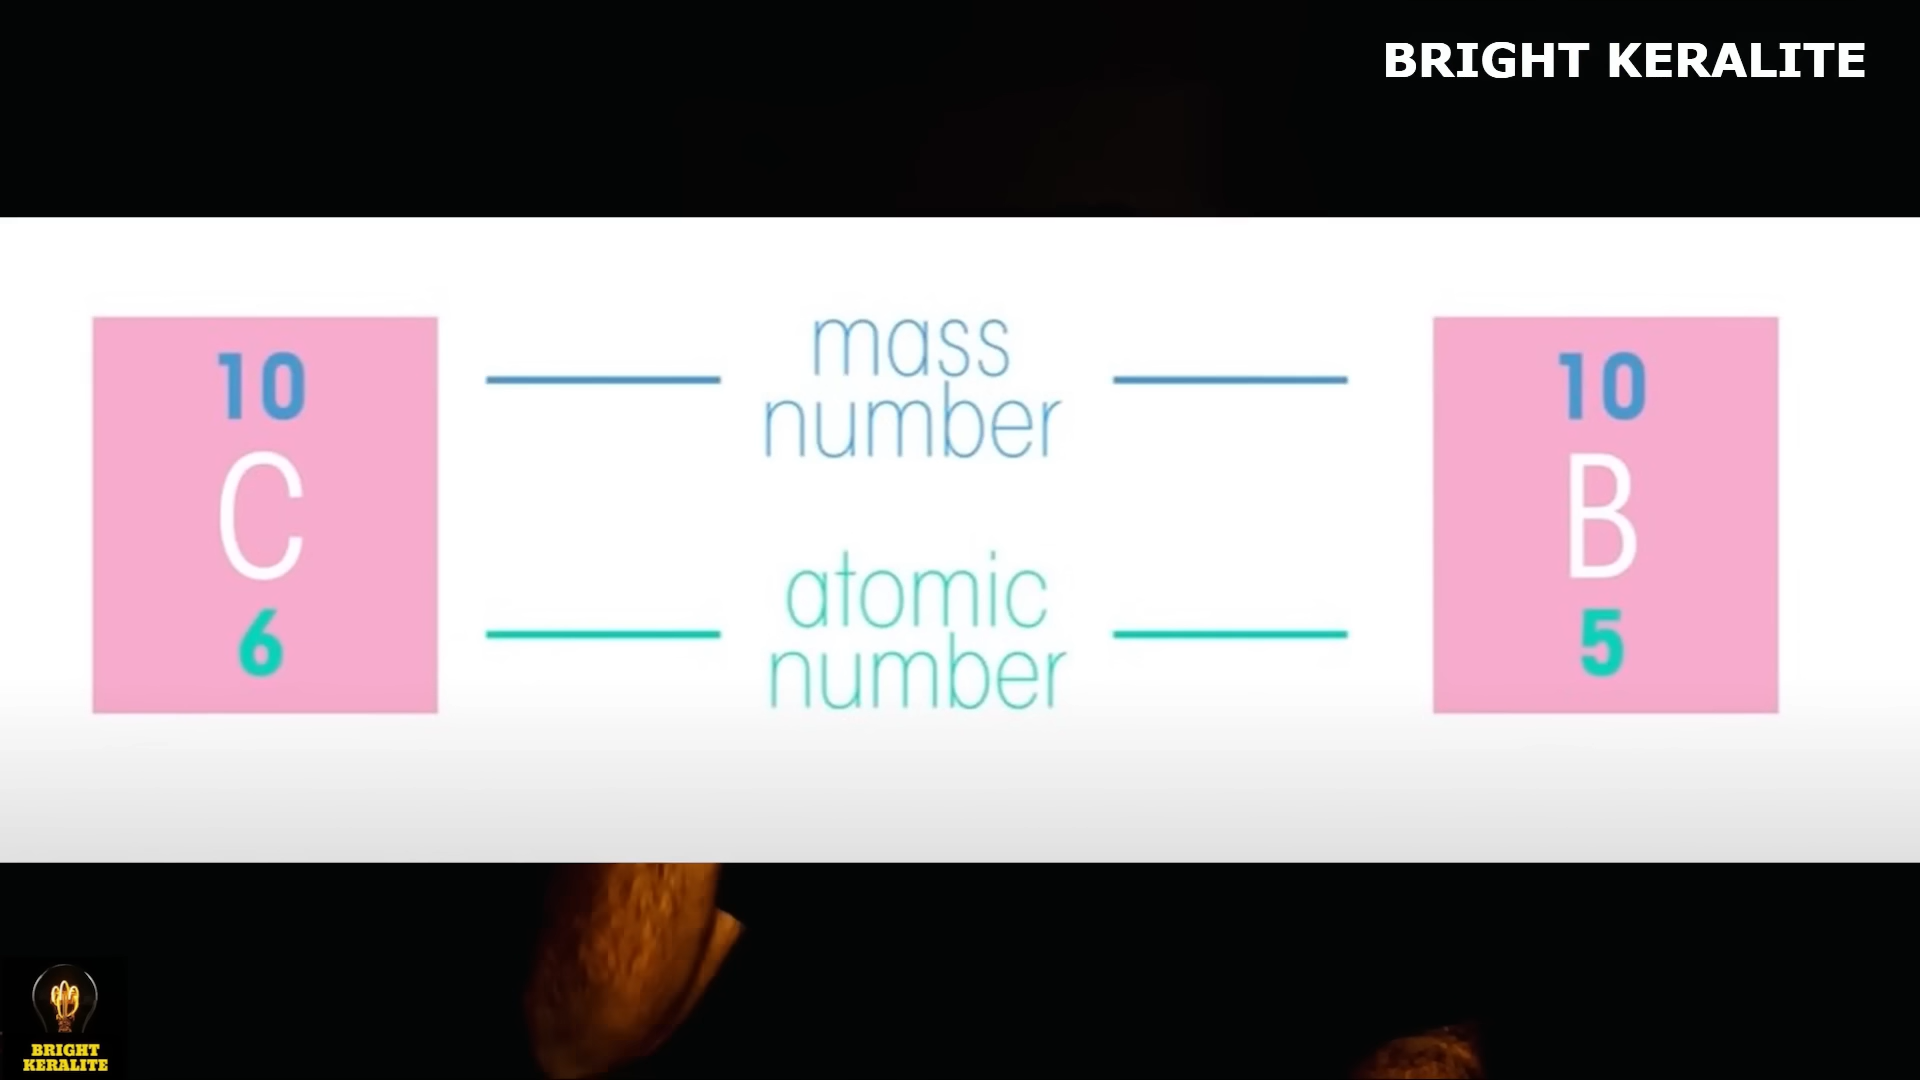 BRIGHT KERALITE
10
C
6
mass
number
atomic
number
10
B
5
BRIGHT
KERALITE